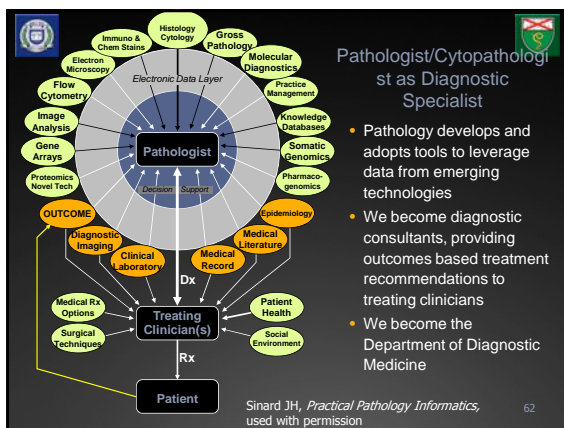 Histology
Cytology
Immuno &
Chem Stains
Gross
Pathology
Electron
Microscopy
Molecular
Diagnostics
Electronic Data Layer
Flow
Cytometry
Practice
Management
Image
Analysis
Knowledge
Databases
Gene
Arrays
Pathologist
Somatic
Genomics
Proteomics
Novel Tech
Pharmaco-
genomics
Decision Support
OUTCOME
Epidemiology
Diagnostic
Imaging
Medical
Literature
Clinical
Laboratory
Medical
Record
Dx
Medical Rx
Options
Treating
Clinician(s)
Patient
Health
Surgical
Techniques
Social
Environment
Rx
Patient
Pathologist/Cytopathologi
st as Diagnostic
Specialist
• Pathology develops and
adopts tools to leverage
data from emerging
technologies
• We become diagnostic
consultants, providing
outcomes based treatment
recommendations to
treating clinicians
• We become the
Department of Diagnostic
Medicine
Sinard JH, Practical Pathology Informatics,
used with permission
62